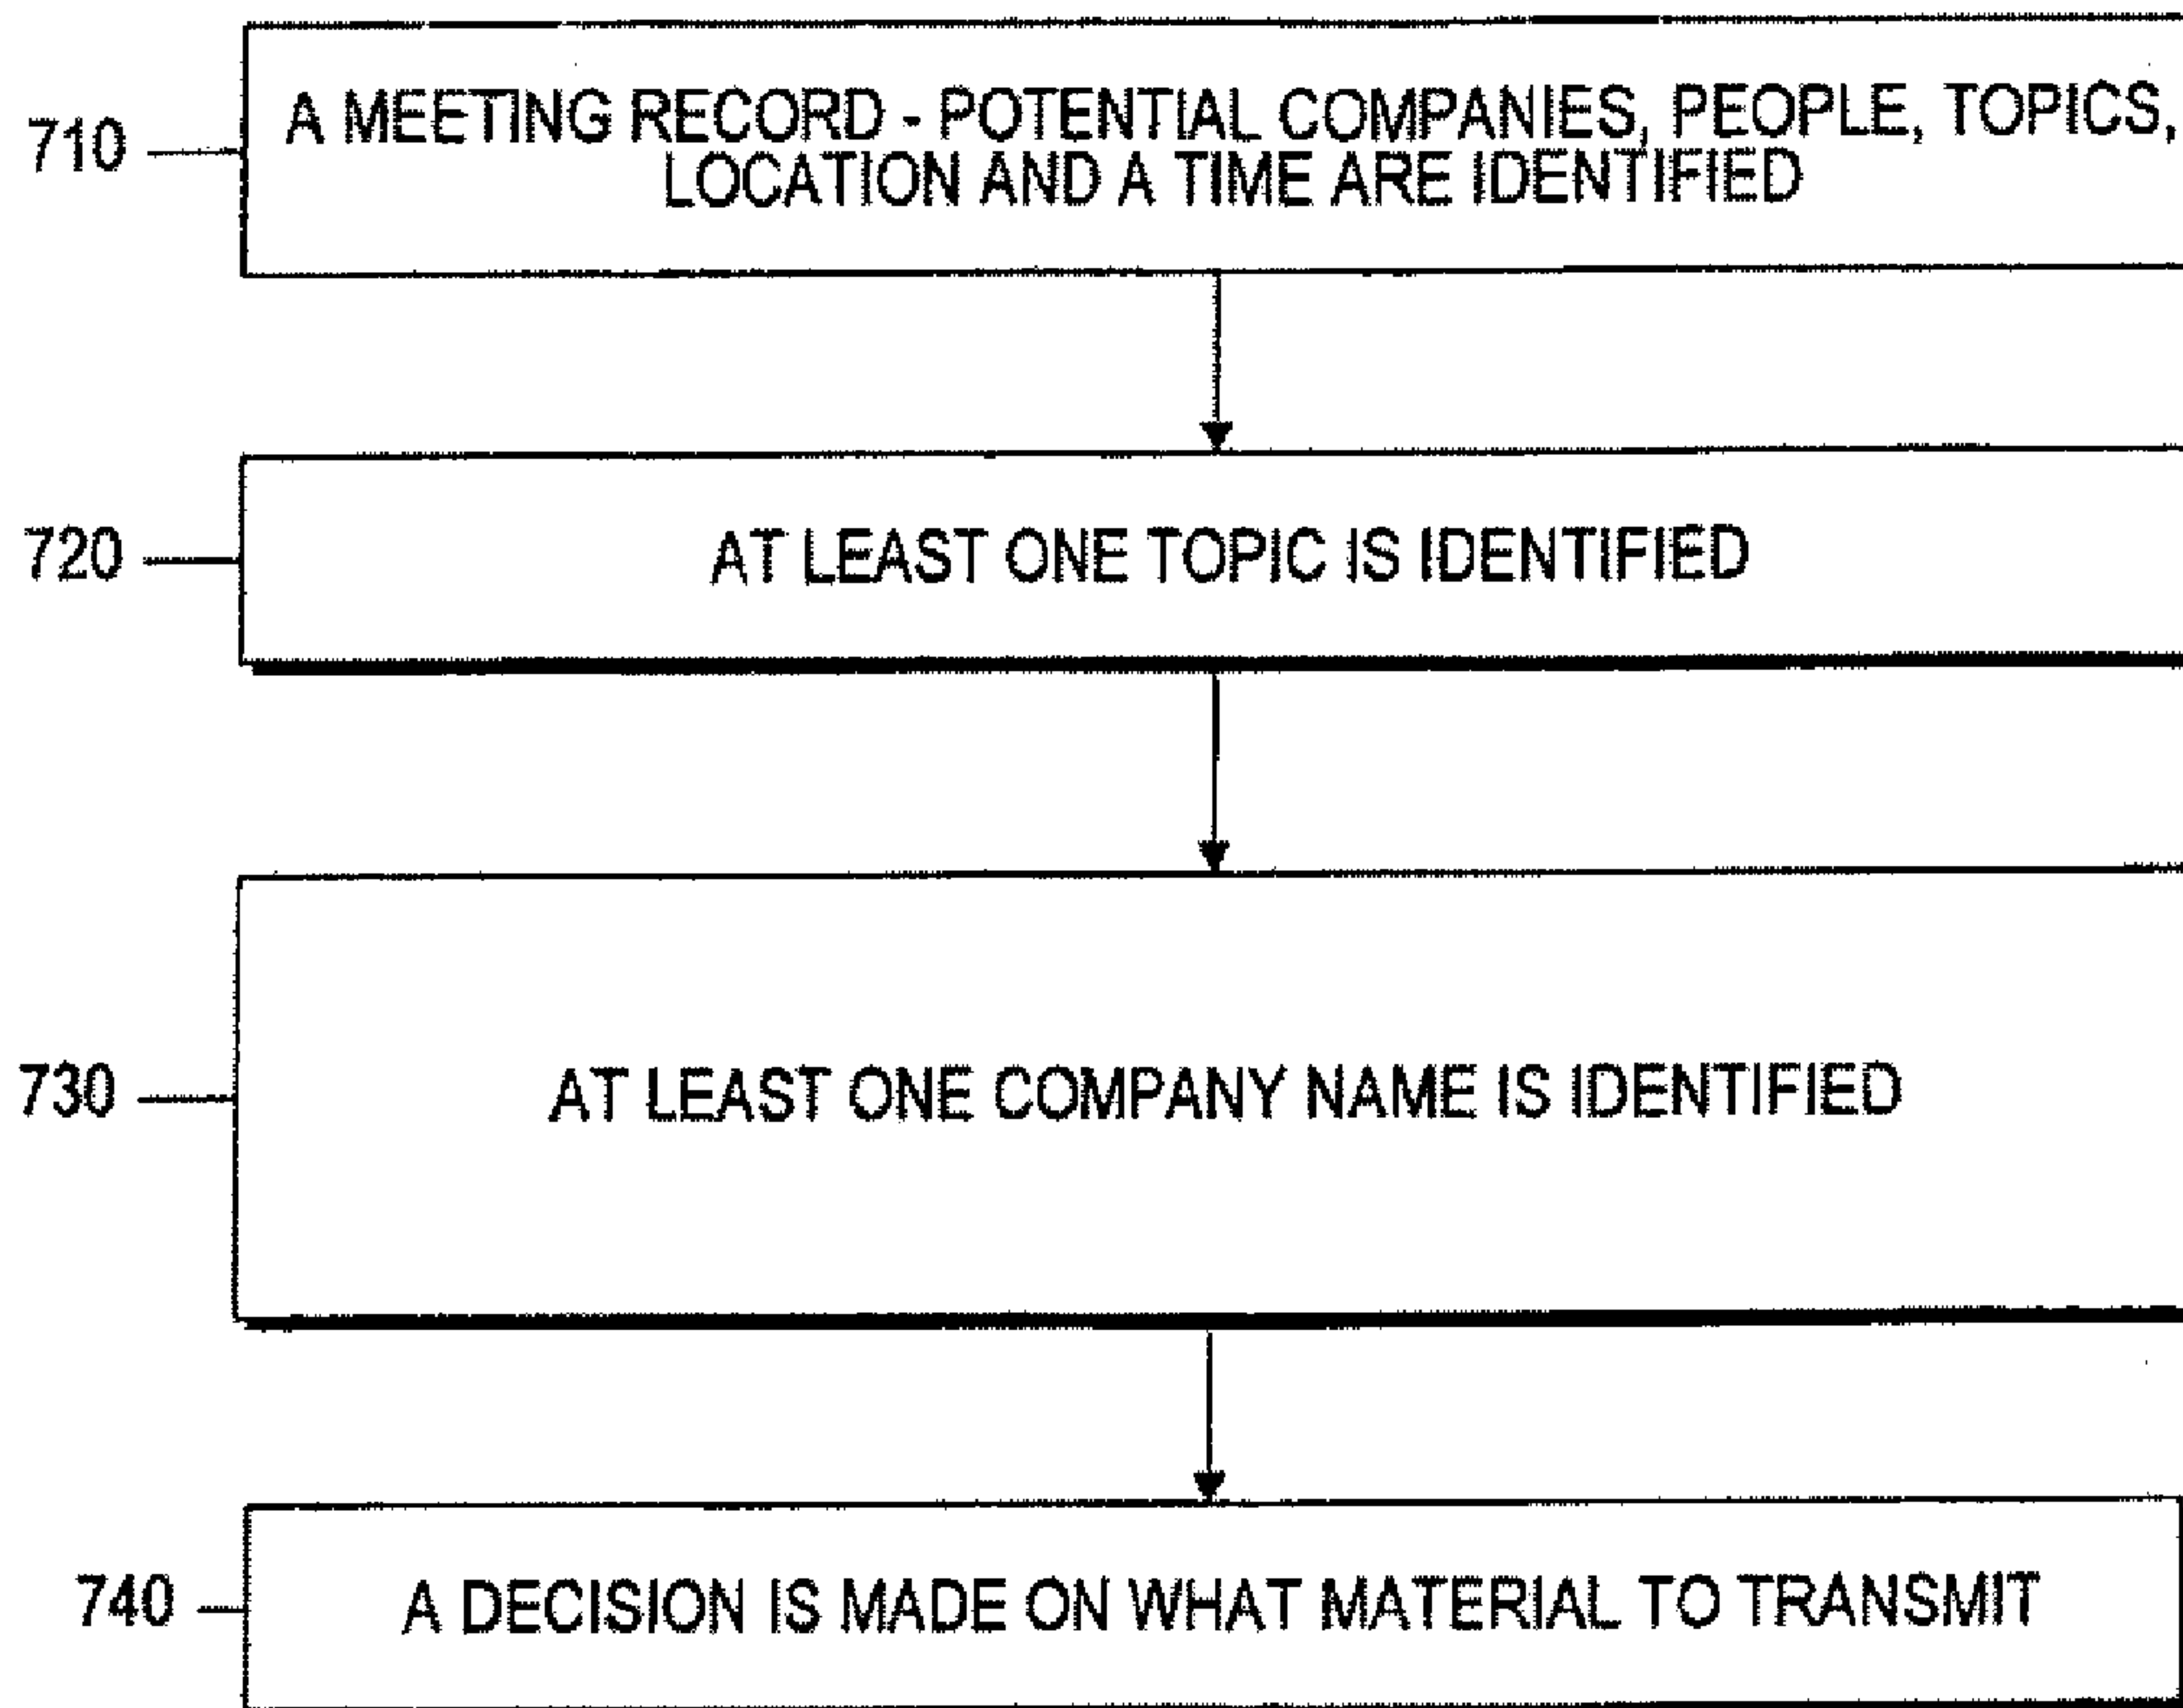 710
A MEETING RECORD - POTENTIAL COMPANIES, PEOPLE, TOPICS,
LOCATION AND A TIME ARE IDENTIFIED
720
AT LEAST ONE TOPIC IS IDENTIFIED
730
AT LEAST ONE COMPANY NAME IS IDENTIFIED
740
A DECISION IS MADE ON WHAT MATERIAL TO TRANSMIT